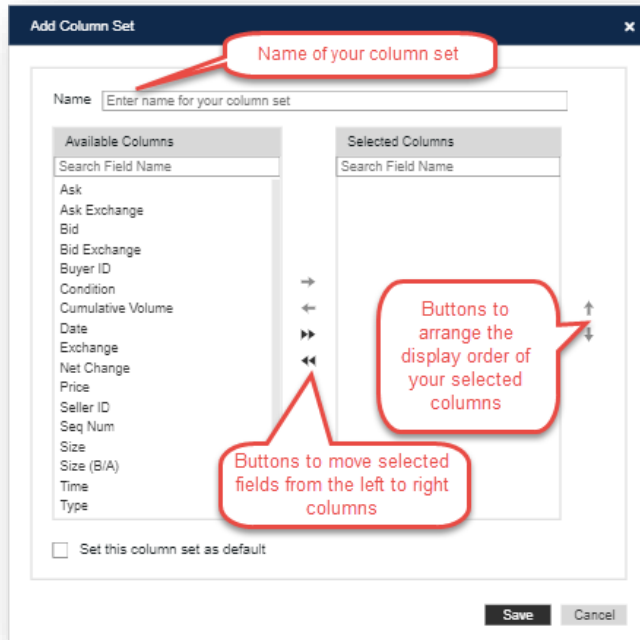 Add Column Set
Name of your column set
Name
Enter name for your column set
Available Columns
Search Field Name
Ask
Ask Exchange
Bid
Bid Exchange
Buyer ID
Condition
Cumulative Volume
Date
Exchange
Net Change
Price
Seller ID
Seq Num
Size
Size (B/A)
Time
Type
Selected Columns
Search Field Name
Buttons to
arrange the
display order of
your selected
columns
Buttons to move selected
fields from the left to right
columns
Set this column set as default
Save
Cancel